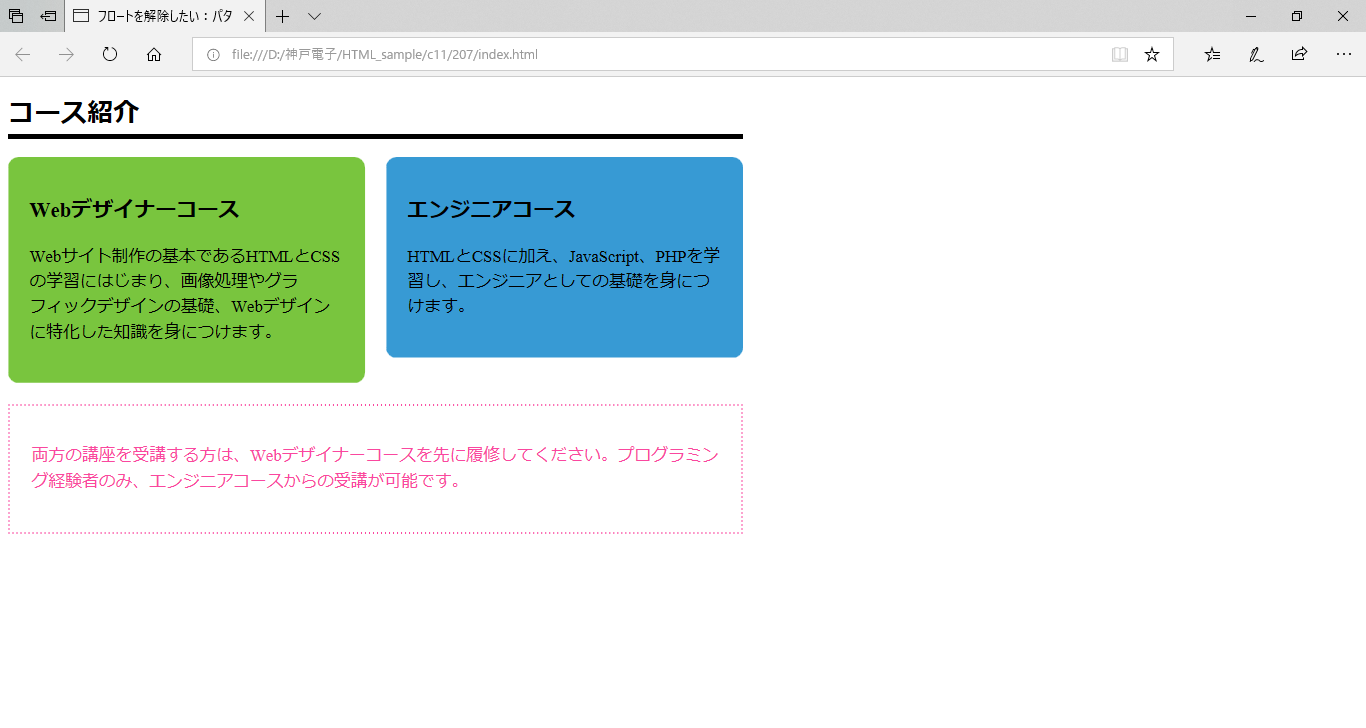 フロートを解除したい：パタ
file:///D:/神戸電子/HTML_sample/c11/207/index.html
コース紹介
Webデザイナーコース
Webサイト制作の基本であるHTMLとCSS
の学習にはじまり、画像処理やグラ
フィックデザインの基礎、Webデザイン
に特化した知識を身につけます。
エンジニアコース
HTMLとCSSに加え、JavaScript、PHPを学
習し、エンジニアとしての基礎を身につ
けます。
両方の講座を受講する方は、Webデザイナーコースを先に履修してください。プログラミン
グ経験者のみ、エンジニアコースからの受講が可能です。